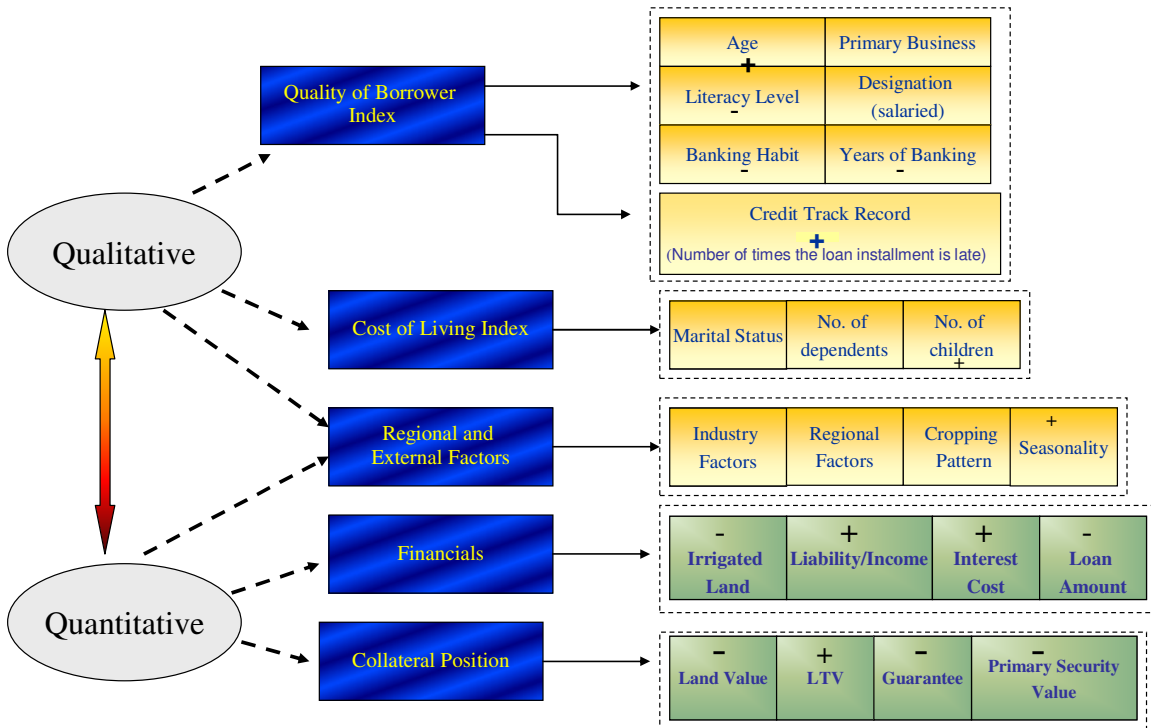 Age
+
Primary Business
Quality of Borrower
Index
Literacy Level
-
Designation
(salaried)
Banking Habit
-
Years of Banking
-
Credit Track Record
+
(Number of times the loan installment is late)
Qualitative
Cost of Living Index
Marital Status
No. of
dependents
No. of
children
+
Regional and
External Factors
Industry
Factors
Regional
Factors
Cropping
Pattern
+
Seasonality
Financials
-
Irrigated
Land
+
Liability/Income
+
Interest
Cost
-
Loan
Amount
Quantitative
Collateral Position
-
Land Value
+
LTV
-
Guarantee
-
Primary Security
Value